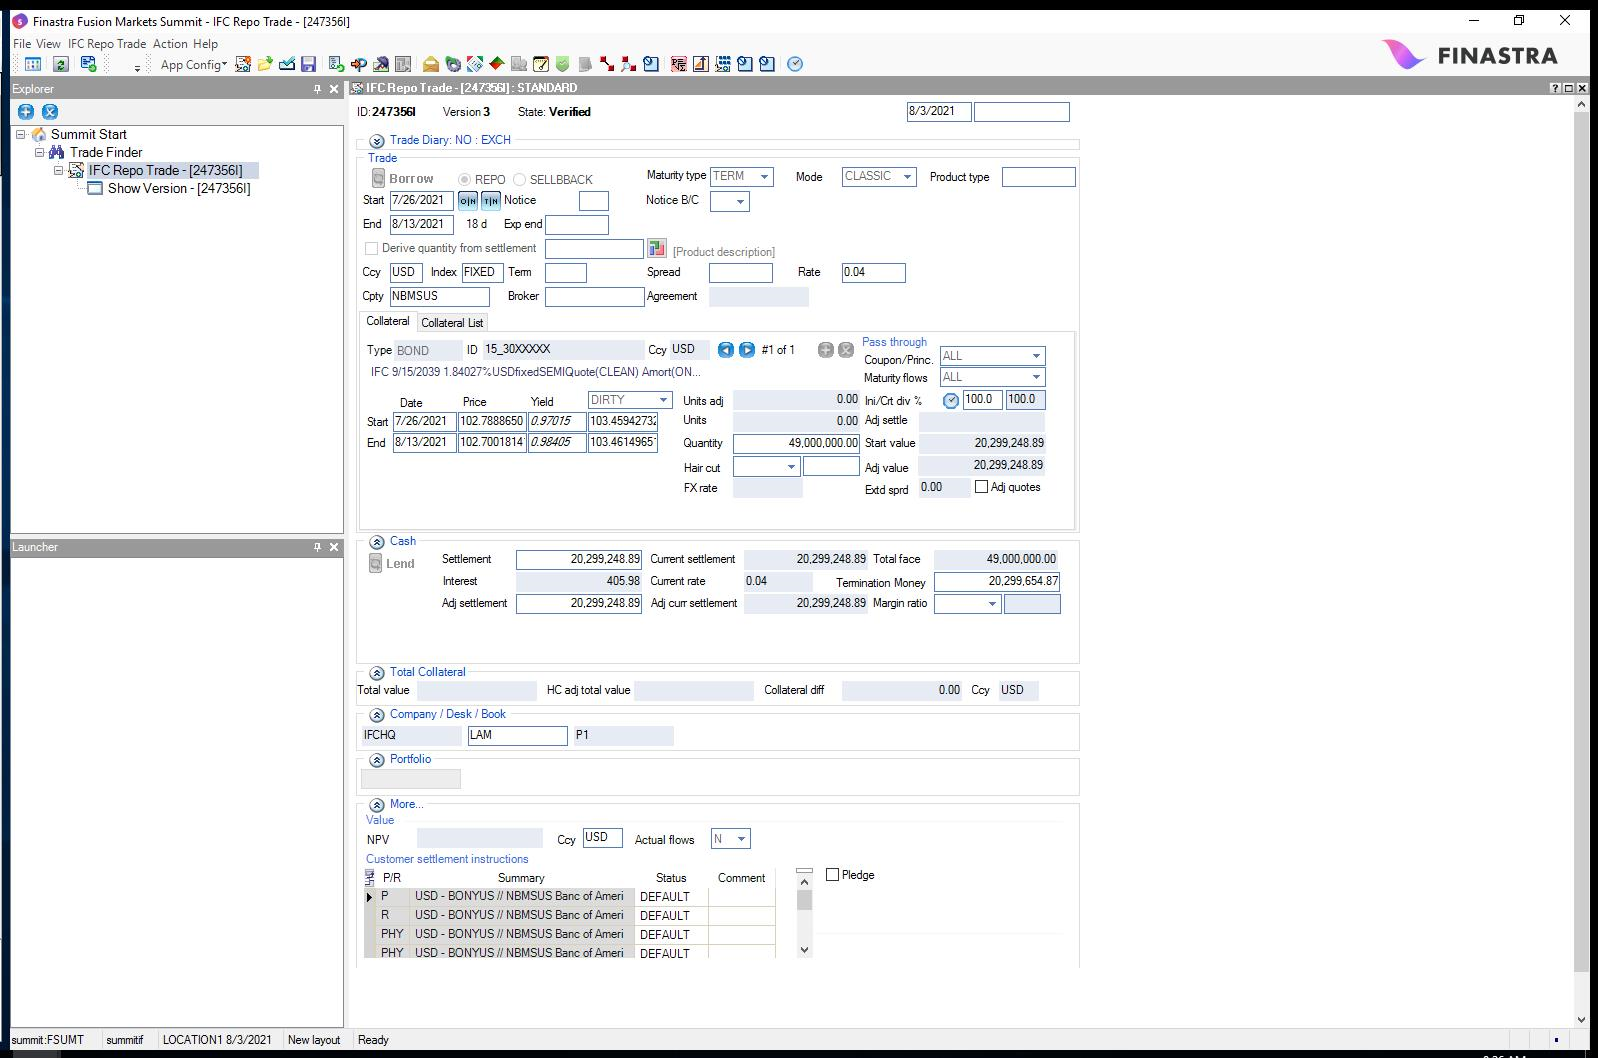 Finastra Fusion Markets Summit - IFC Repo Trade - [247356I]
File View IFC Repo Trade Action Help
App Config
FINASTRA
Explorer
Summit Start
Trade Finder
IFC Repo Trade - [247356I]
Show Version - [247356I]
Launcher
IFC Repo Trade - [247356I] : STANDARD
ID: 247356I Version 3 State: Verified 8/3/2021
Trade Diary: NO : EXCH
Trade
Borrow REPO SELLBBACK Maturity type TERM Mode CLASSIC Product type
Start 7/26/2021 O|N T|N Notice Notice B/C
End 8/13/2021 18 d Exp end
Derive quantity from settlement [Product description]
Ccy USD Index FIXED Term Spread Rate 0.04
Cpty NBMSUS Broker Agreement
Collateral Collateral List
Type BOND ID 15_30XXXXX Ccy USD #1 of 1
IFC 9/15/2039 1.84027%USDfixedSEMIQuote(CLEAN) Amort(ON...
Pass through
Coupon/Princ. ALL
Maturity flows ALL
Date Price Yield DIRTY Units adj 0.00 Ini/Crt div % 100.0 100.0
Start 7/26/2021 102.7888650 0.97015 103.4594273 Units 0.00 Adj settle
End 8/13/2021 102.7001814 0.98405 103.4614965 Quantity 49,000,000.00 Start value 20,299,248.89
Hair cut Adj value 20,299,248.89
FX rate Extd sprd 0.00 Adj quotes
Cash
Lend Settlement 20,299,248.89 Current settlement 20,299,248.89 Total face 49,000,000.00
Interest 405.98 Current rate 0.04 Termination Money 20,299,654.87
Adj settlement 20,299,248.89 Adj curr settlement 20,299,248.89 Margin ratio
Total Collateral
Total value HC adj total value Collateral diff 0.00 Ccy USD
Company / Desk / Book
IFCHQ LAM P1
Portfolio
More...
Value
NPV Ccy USD Actual flows N
Customer settlement instructions
P/R Summary Status Comment Pledge
P USD - BONYUS // NBMSUS Banc of Ameri DEFAULT
R USD - BONYUS // NBMSUS Banc of Ameri DEFAULT
PHY USD - BONYUS // NBMSUS Banc of Ameri DEFAULT
PHY USD - BONYUS // NBMSUS Banc of Ameri DEFAULT
summit:FSUMT summitif LOCATION1 8/3/2021 New layout Ready